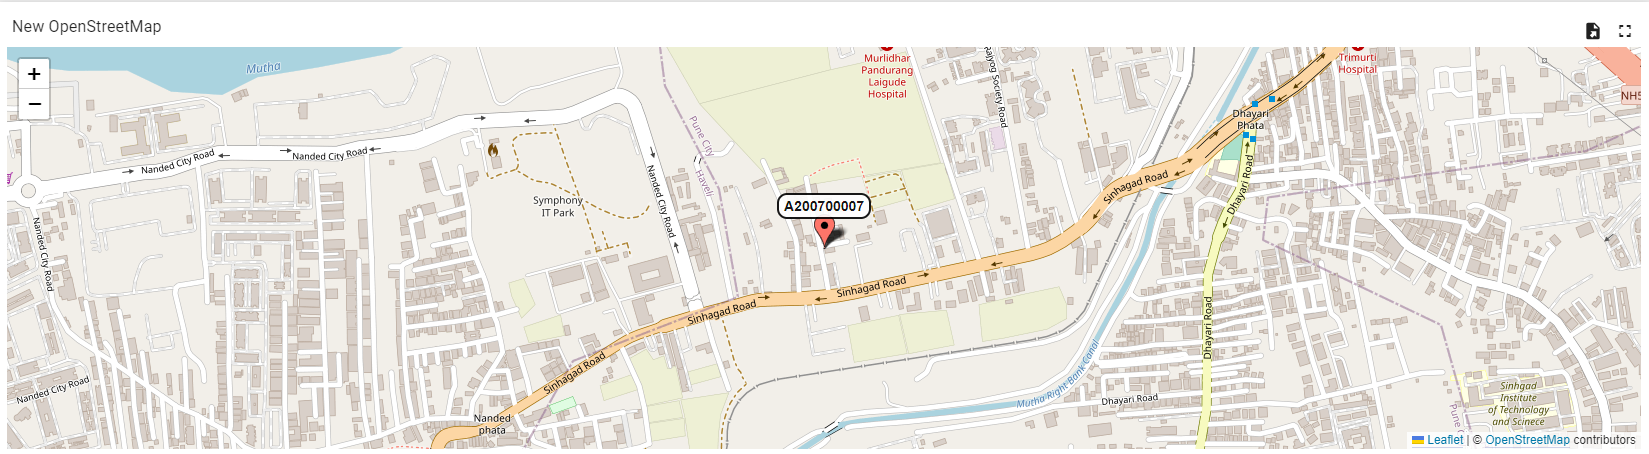 New OpenStreetMap
+
−
Mutha
Murlidhar
Pandurang
Laigude
Hospital
Rajyog Society Road
Trimurti
Hospital
NH5
Dhayari
Phata
Nanded City Road
Nanded City Road
Pune City
Haveli
Symphony
IT Park
Nanded City Road
A200700007
Sinhagad Road
Dhayari Road
Nanded City Road
Sinhagad Road
Sinhagad Road
Dhayari Road
Sinhagad Road
Mutha Right Bank Canal
Nanded City Road
Dhayari Road
Sinhgad
Institute
of Technology
and Scinece
Nanded
phata
Pune
Leaflet | © OpenStreetMap contributors